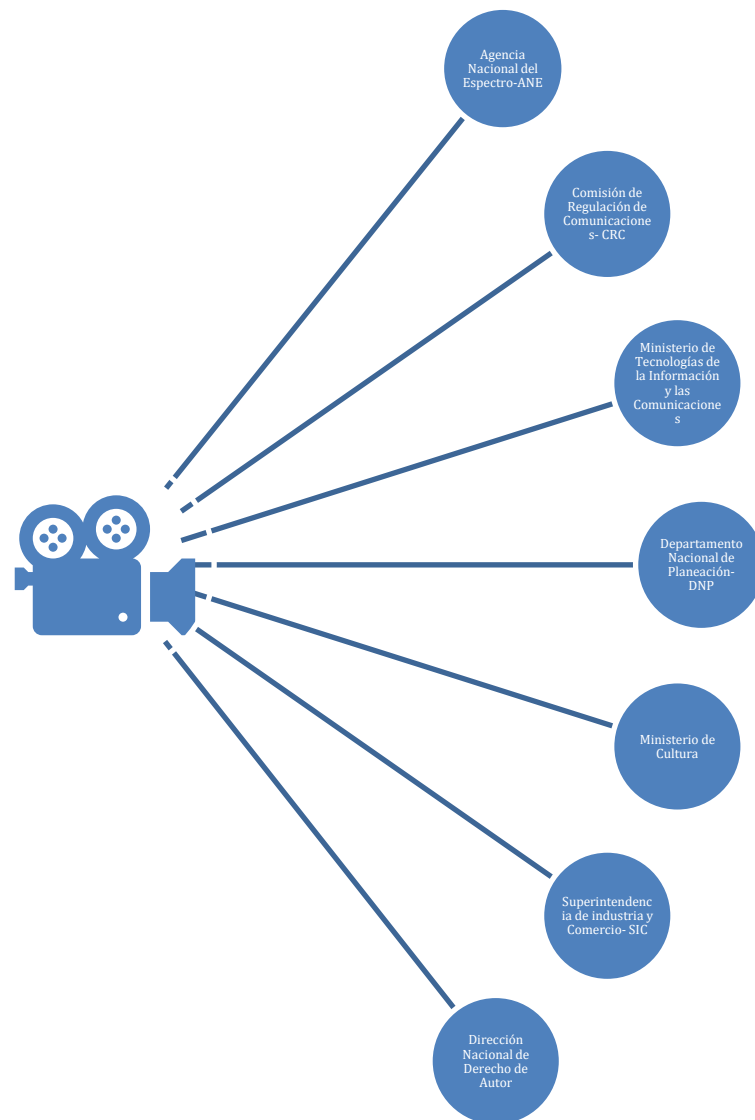 Agencia
Nacional del
Espectro-ANE
Comisión de
Regulación de
Comunicacione
s- CRC
Ministerio de
Tecnologías de
la Información
y las
Comunicacione
s
Departamento
Nacional de
Planeación-
DNP
Ministerio de
Cultura
Superintendenc
ia de industria y
Comercio- SIC
Dirección
Nacional de
Derecho de
Autor